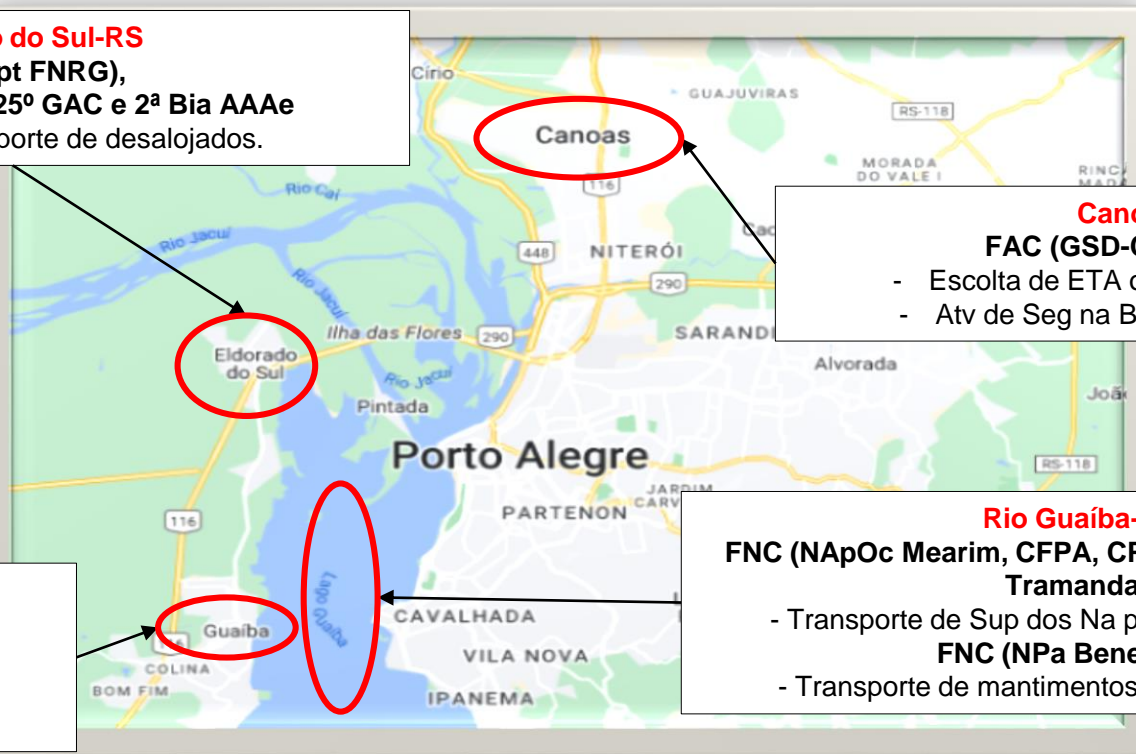 o do Sul-RS
pt FNRG),
25º GAC e 2ª Bia AAAe
porte de desalojados.
Círio
GUAJUVIRAS
RS-118
Canoas
MORADA
DO VALE I
116
Rio Caí
Rio Jacuí
448
NITERÓI
290
Cano
FAC (GSD-C
- Escolta de ETA d
- Atv de Seg na B
Rio Jacuí
Ilha das Flores
290
SARANDI
Eldorado
do Sul
Rio Jacuí
Alvorada
Pintada
Porto Alegre
RS-118
JARDIM
CARV
PARTENON
116
Rio Guaíba-
FNC (NApOc Mearim, CFPA, CF
Tramanda
- Transporte de Sup dos Na p
FNC (NPa Bene
- Transporte de mantimentos
Lago Guaíba
CAVALHADA
Guaíba
116
VILA NOVA
COLINA
BOM FIM
IPANEMA